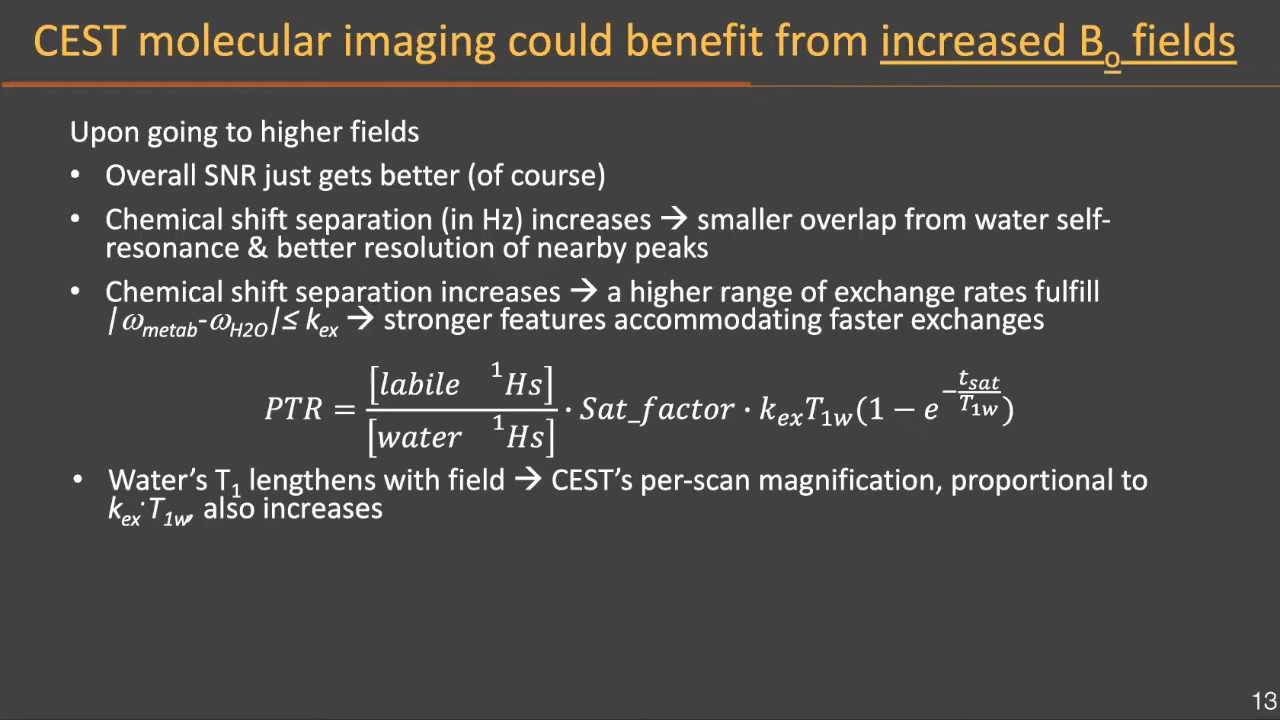 CEST molecular imaging could benefit from increased Bo fields
Upon going to higher fields
• Overall SNR just gets better (of course)
• Chemical shift separation (in Hz) increases → smaller overlap from water self-
resonance & better resolution of nearby peaks
• Chemical shift separation increases → a higher range of exchange rates fulfill
|ωmetab-ωH2O|≤ kex → stronger features accommodating faster exchanges
PTR = [labile ¹Hs] / [water ¹Hs] · Sat_factor · kexT1w(1 − e^(−tsat/T1w))
• Water's T1 lengthens with field → CEST's per-scan magnification, proportional to
kex·T1w, also increases
13